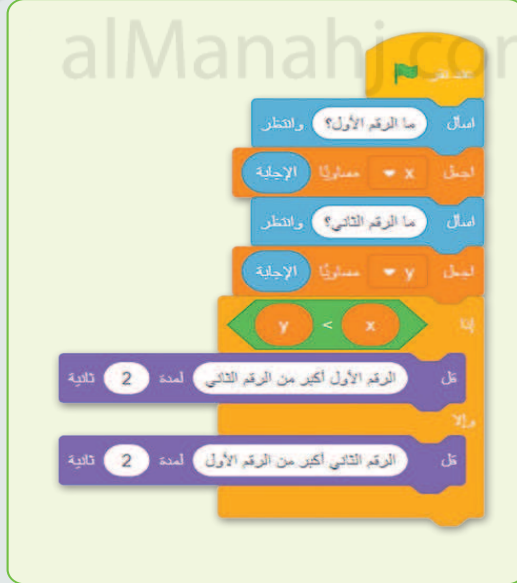 alManahj.com
عند نقر
اسأل ما الرقم الأول؟ وانتظر
اجعل x مساويًا الإجابة
اسأل ما الرقم الثاني؟ وانتظر
اجعل y مساويًا الإجابة
إذا x < y
قل الرقم الأول أكبر من الرقم الثاني لمدة 2 ثانية
وإلا
قل الرقم الثاني أكبر من الرقم الأول لمدة 2 ثانية